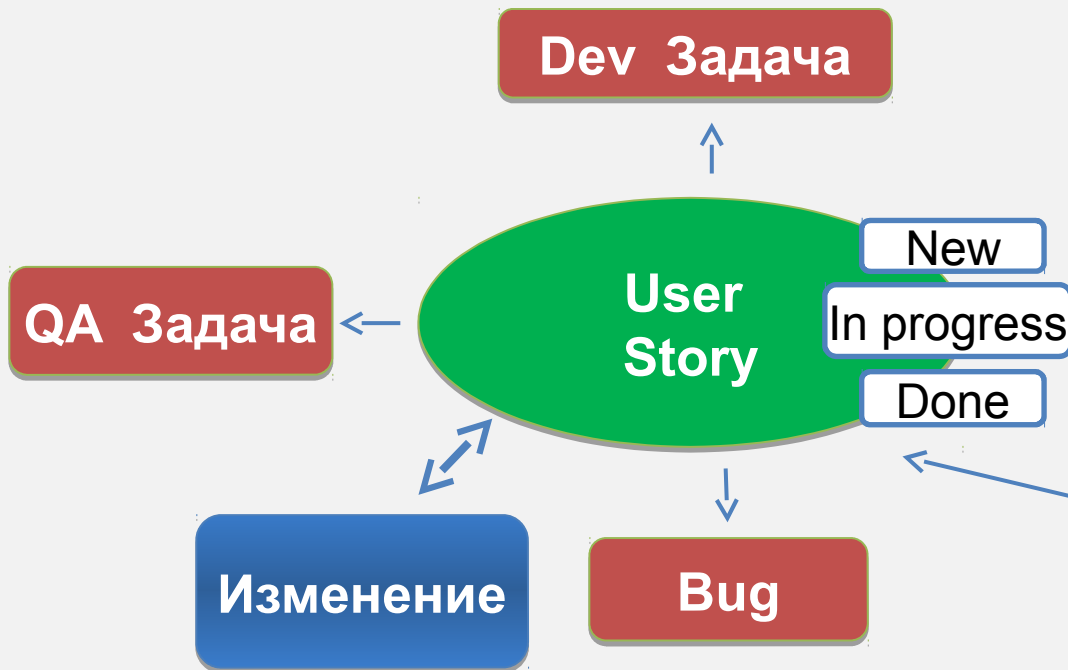 Dev Задача
New
User
Story
In progress
QA Задача
Done
Изменение
Bug